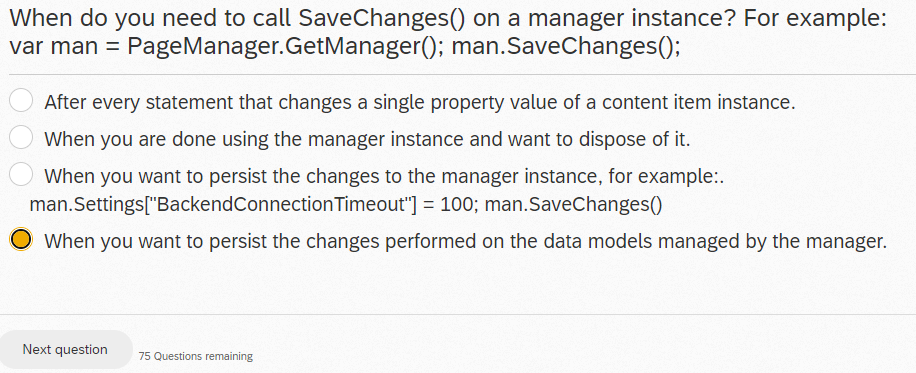 When do you need to call SaveChanges() on a manager instance? For example:
var man = PageManager.GetManager(); man.SaveChanges();
After every statement that changes a single property value of a content item instance.
When you are done using the manager instance and want to dispose of it.
When you want to persist the changes to the manager instance, for example:.
man.Settings["BackendConnectionTimeout"] = 100; man.SaveChanges()
When you want to persist the changes performed on the data models managed by the manager.
Next question
75 Questions remaining